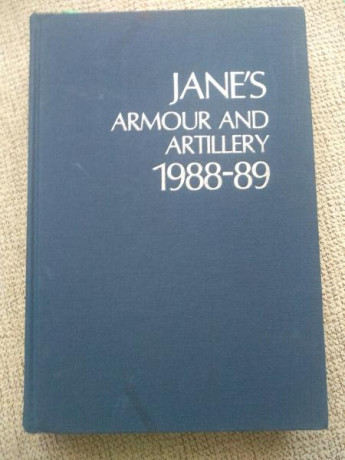 JANE'S
ARMOUR AND
ARTILLERY
1988-89